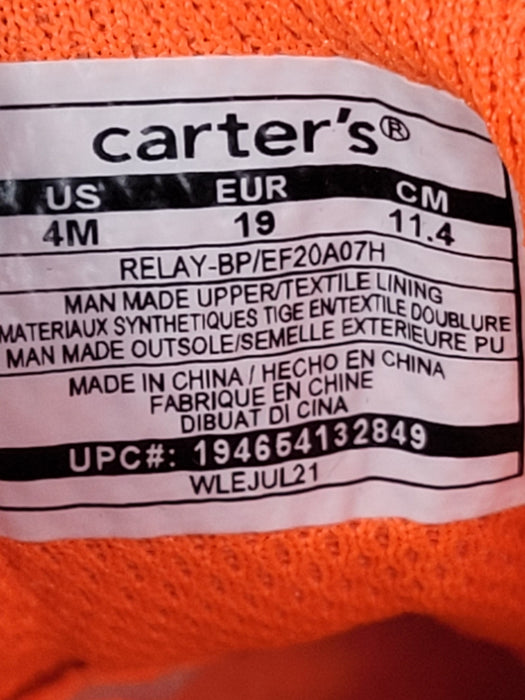 carter's®
US EUR CM
4M 19 11.4
RELAY-BP/EF20A07H
MAN MADE UPPER/TEXTILE LINING
MATERIAUX SYNTHETIQUES TIGE EN/TEXTILE DOUBLURE
MAN MADE OUTSOLE/SEMELLE EXTERIEURE PU
MADE IN CHINA / HECHO EN CHINA
FABRIQUE EN CHINE
DIBUAT DI CINA
UPC#: 194654132849
WLEJUL21